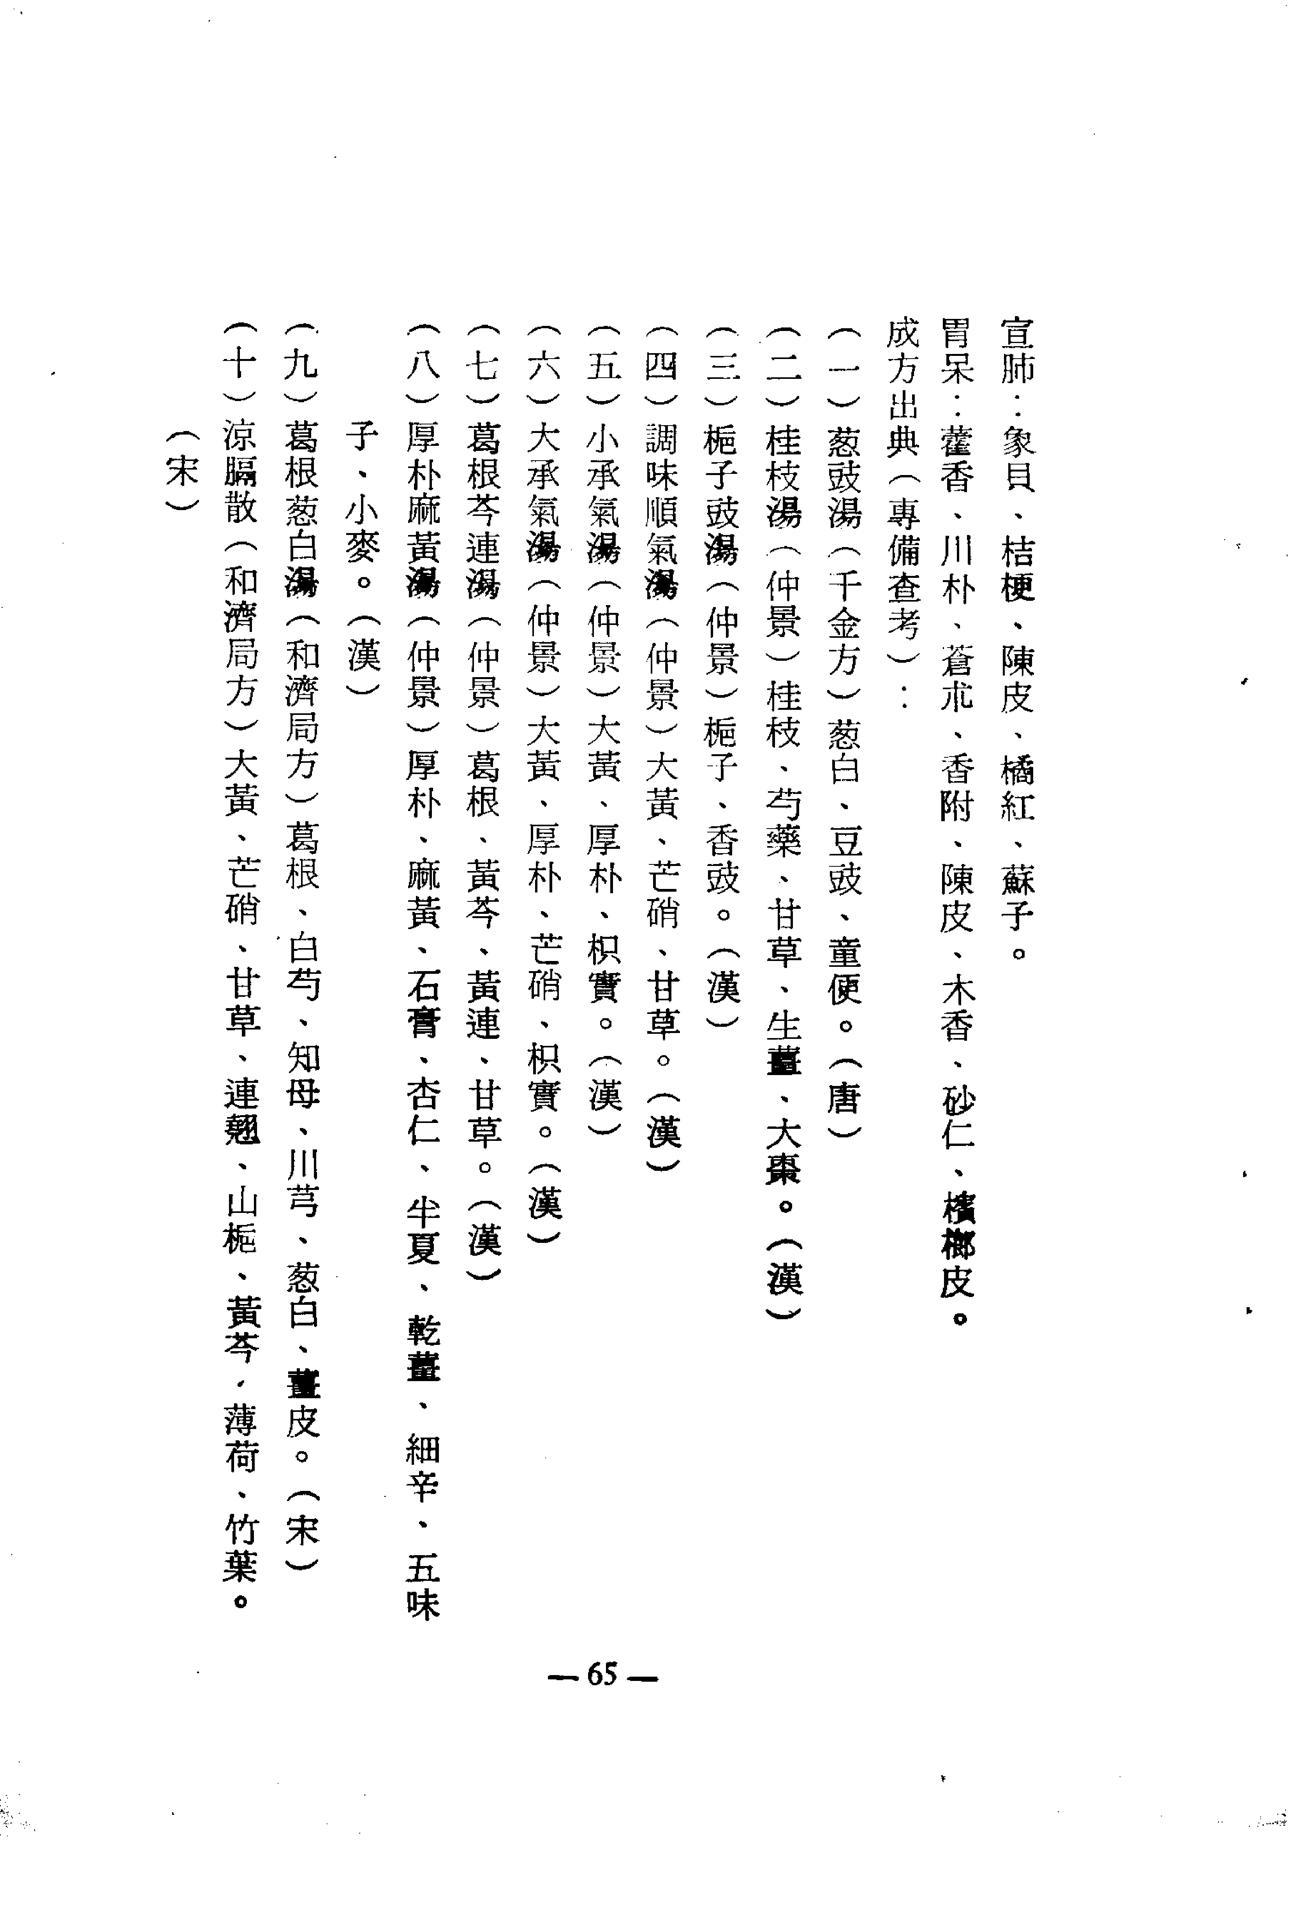 宣肺：象貝、桔梗、陳皮、橘紅、蘇子。
胃呆：藿香、川朴、蒼朮、香附、陳皮、木香、砂仁、檳榔皮。
成方出典（專備查考）：
（一）葱豉湯（千金方）葱白、豆豉、童便。（唐）
（二）桂枝湯（仲景）桂枝、芍藥、甘草、生薑、大棗。（漢）
（三）梔子豉湯（仲景）梔子、香豉。（漢）
（四）調味順氣湯（仲景）大黃、芒硝、甘草。（漢）
（五）小承氣湯（仲景）大黃、厚朴、枳實。（漢）
（六）大承氣湯（仲景）大黃、厚朴、芒硝、枳實。（漢）
（七）葛根芩連湯（仲景）葛根、黃芩、黃連、甘草。（漢）
（八）厚朴麻黃湯（仲景）厚朴、麻黃、石膏、杏仁、半夏、乾薑、細辛、五味
子、小麥。（漢）
（九）葛根葱白湯（和濟局方）葛根、白芍、知母、川芎、葱白、薑皮。（宋）
（十）涼膈散（和濟局方）大黃、芒硝、甘草、連翹、山梔、黃芩、薄荷、竹葉。
（宋）
— 65 —